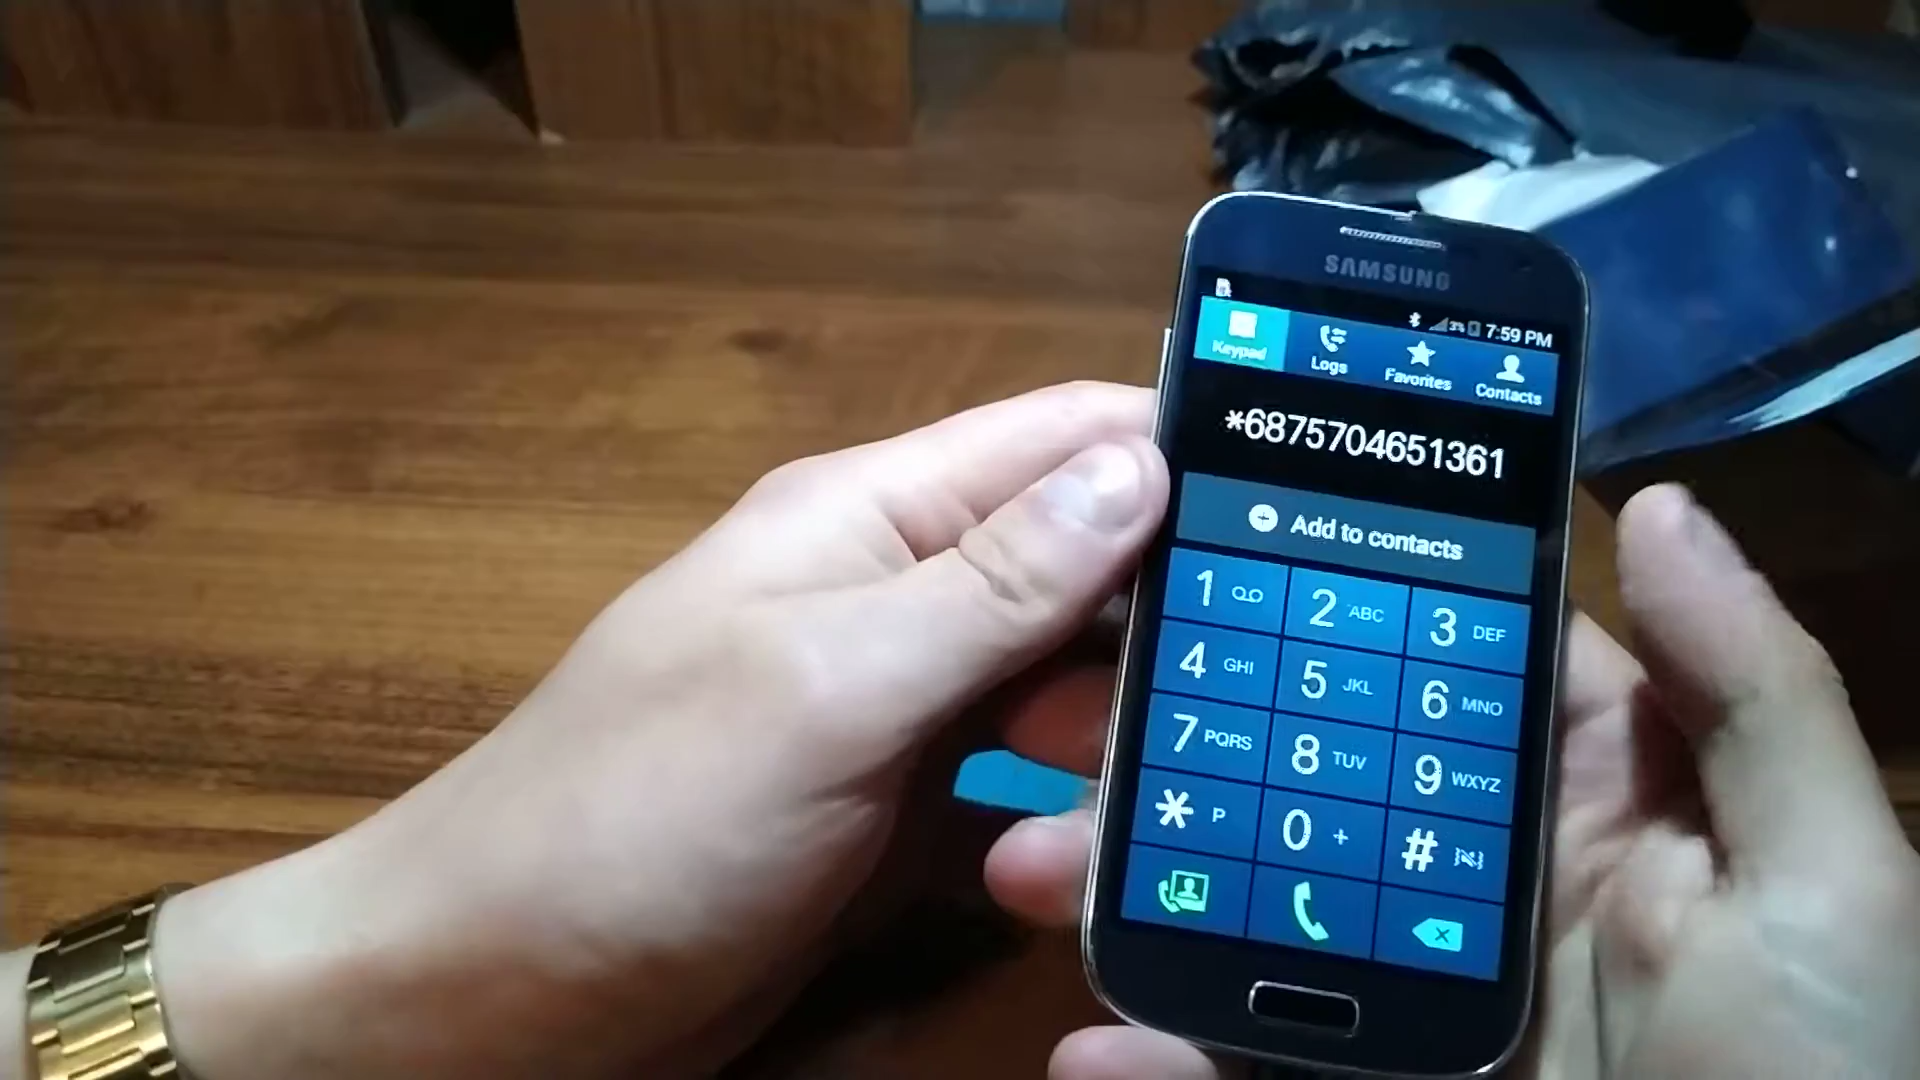 SAMSUNG
3% 7:59 PM
Keypad Logs Favorites Contacts
*6875704651361
Add to contacts
1 2 ABC 3 DEF
4 GHI 5 JKL 6 MNO
7 PQRS 8 TUV 9 WXYZ
* P 0 + #